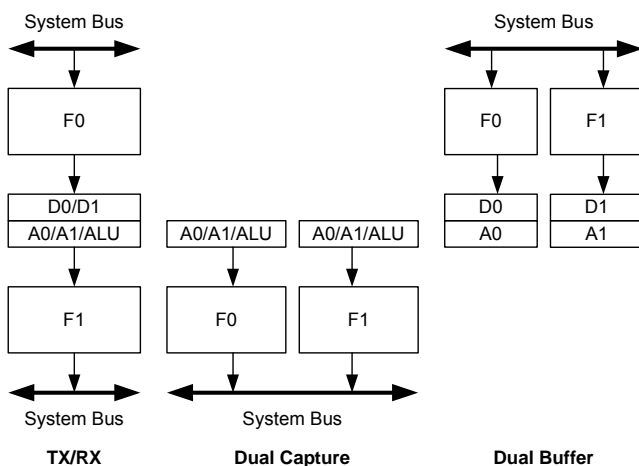 System Bus
System Bus
F0
F0
F1
D0/D1
D0
D1
A0/A1/ALU
A0/A1/ALU
A0/A1/ALU
A0
A1
F1
F0
F1
System Bus
System Bus
TX/RX
Dual Capture
Dual Buffer